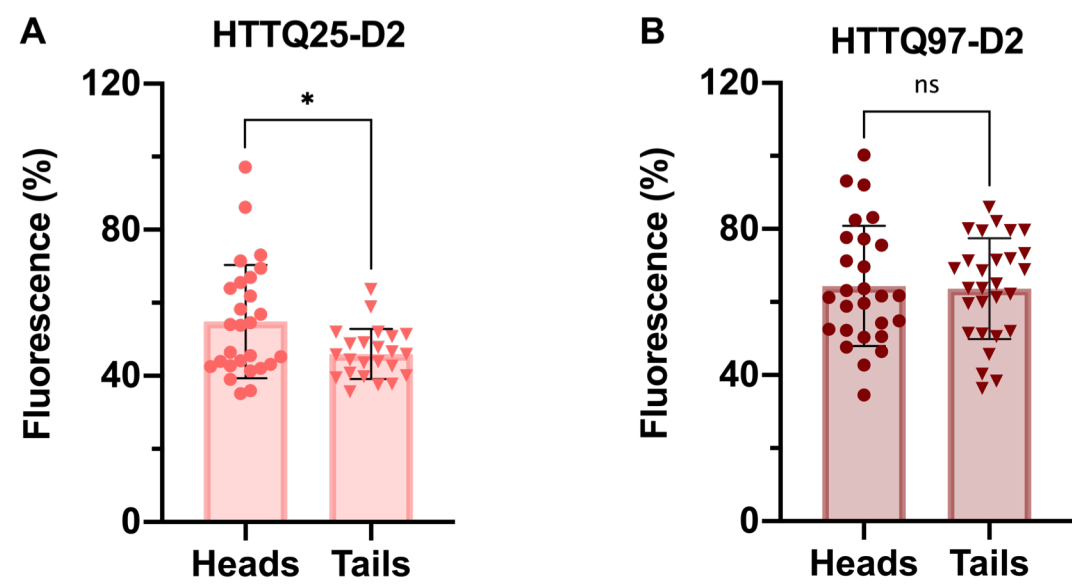 A
HTTQ25-D2
Fluorescence (%)
120
80
40
0
*
Heads
Tails
B
HTTQ97-D2
Fluorescence (%)
120
80
40
0
ns
Heads
Tails